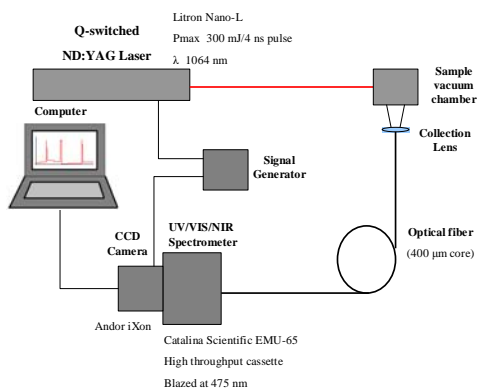 Litron Nano-L
Q-switched
Pmax 300 mJ/4 ns pulse
ND:YAG Laser
λ 1064 nm
Sample
vacuum
chamber
Computer
Collection
Lens
Signal
Generator
UV/VIS/NIR
Spectrometer
CCD
Camera
Optical fiber
(400 μm core)
Andor iXon
Catalina Scientific EMU-65
High throughput cassette
Blazed at 475 nm